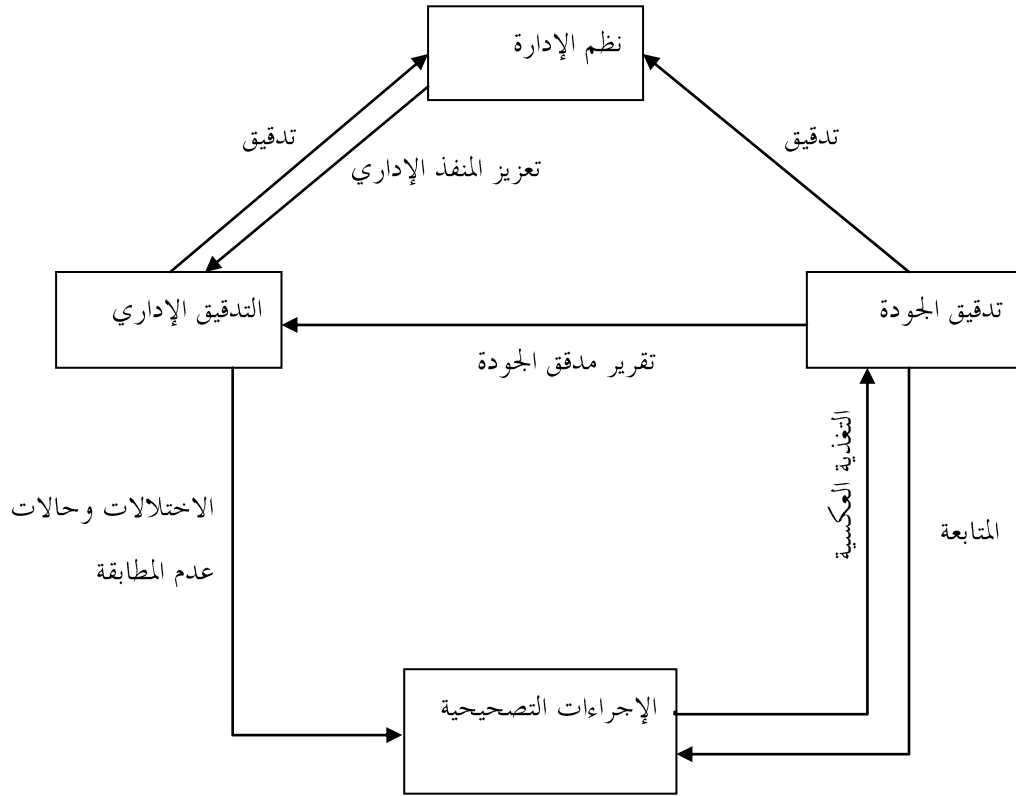 نظم الإدارة
تدقيق
تدقيق
تعزيز المنفذ الإداري
تدقيق الجودة
التدقيق الإداري
تقرير مدقق الجودة
التغذية العكسية
المتابعة
الاختلالات وحالات
عدم المطابقة
الإجراءات التصحيحية